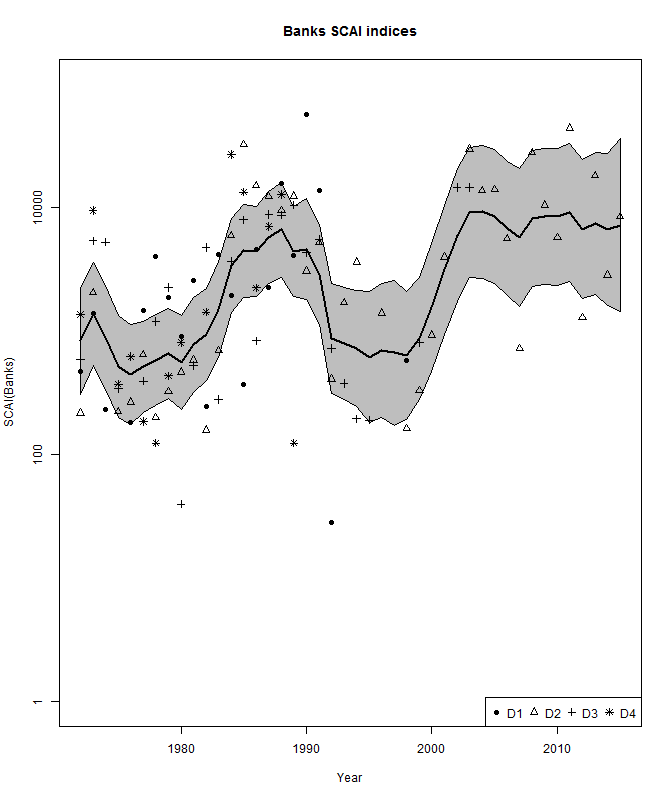 Banks SCAI indices
SCAI(Banks)
10000
100
1
D1 D2 D3 D4
1980 1990 2000 2010
Year